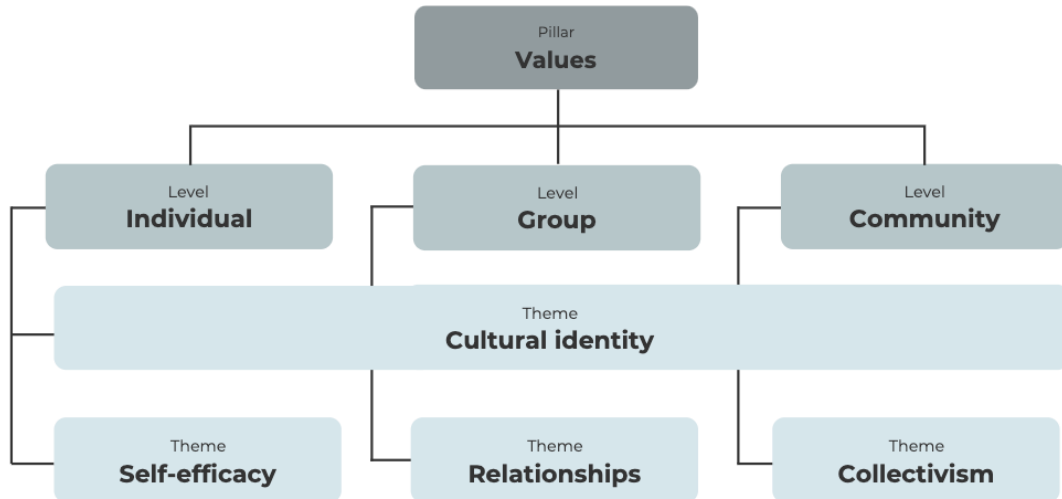 Pillar
Values
Level
Individual
Level
Group
Level
Community
Theme
Cultural identity
Theme
Self-efficacy
Theme
Relationships
Theme
Collectivism